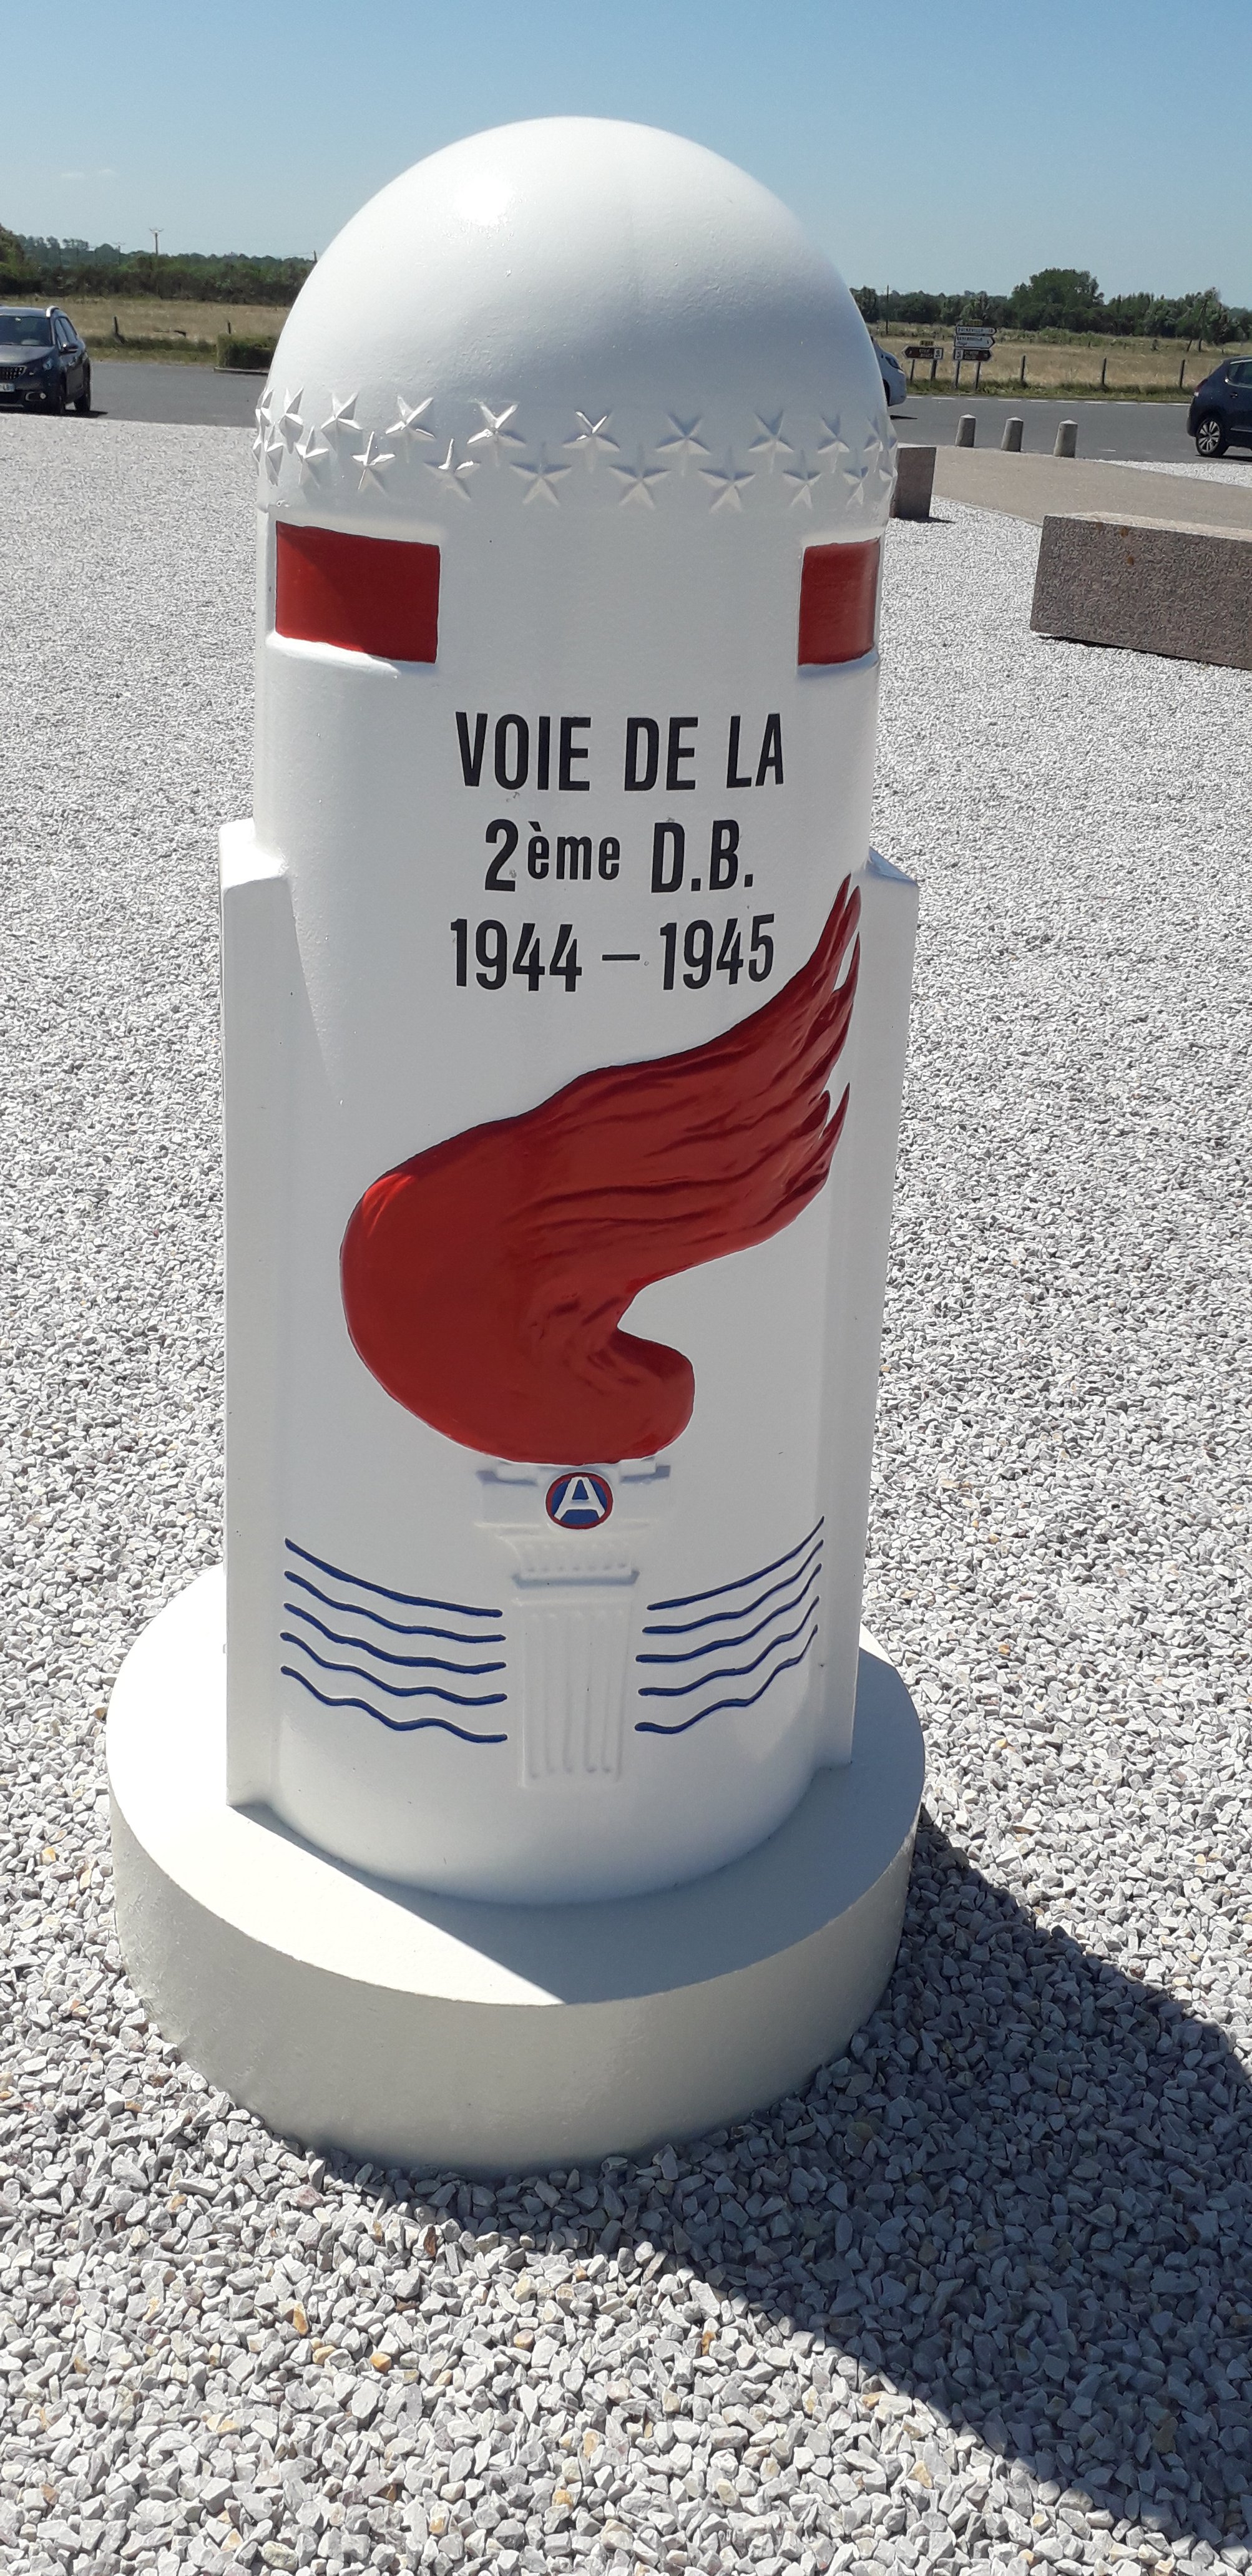 VOIE DE LA
2ème D.B.
1944 – 1945
A